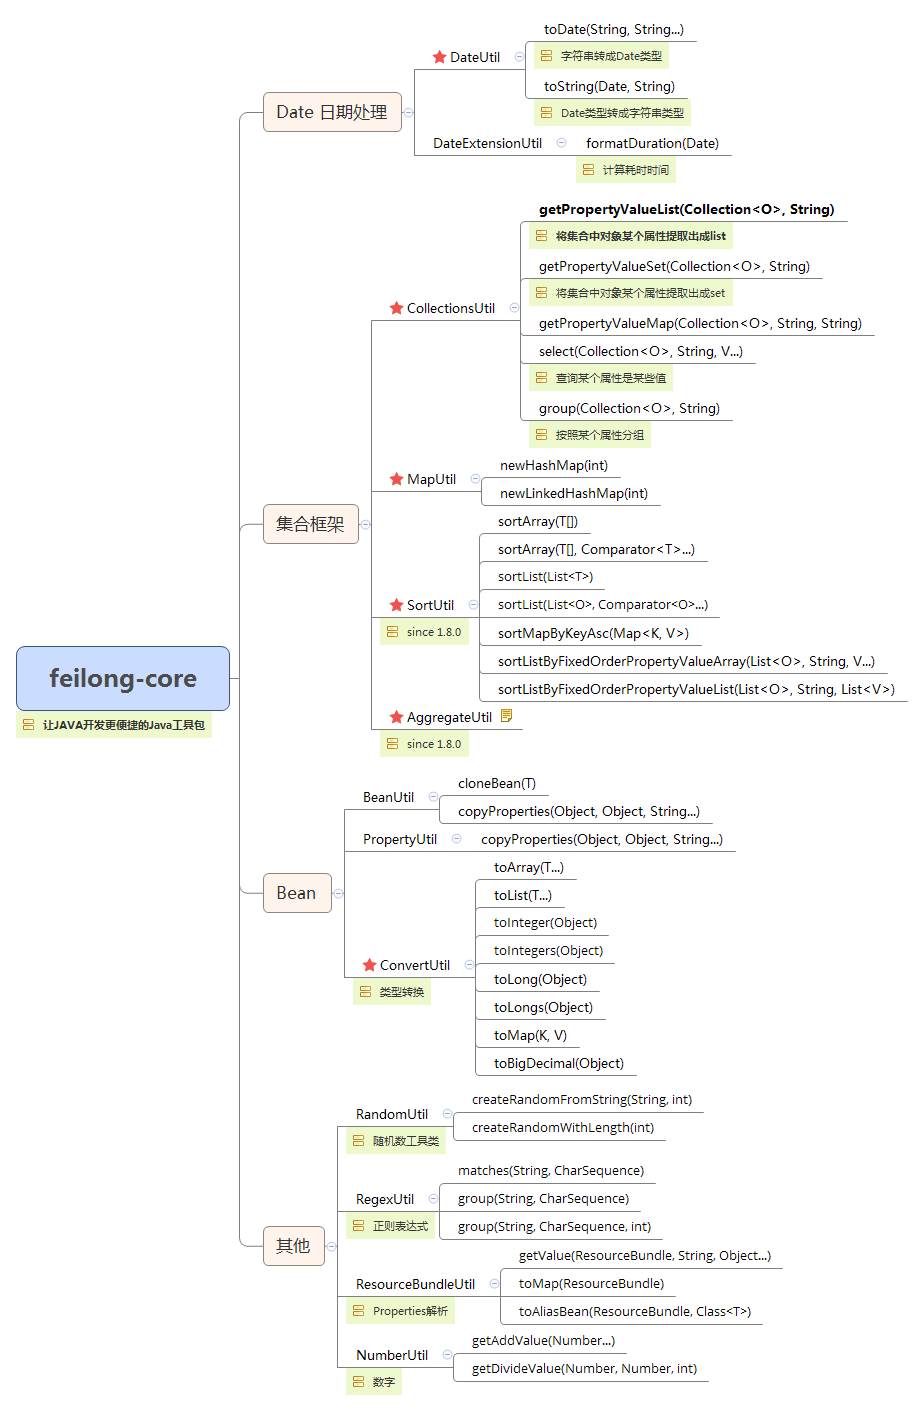 feilong-core
让JAVA开发更便捷的Java工具包
Date 日期处理
DateUtil
toDate(String, String...)
字符串转成Date类型
toString(Date, String)
Date类型转成字符串类型
DateExtensionUtil
formatDuration(Date)
计算耗时时间
集合框架
CollectionsUtil
getPropertyValueList(Collection<O>, String)
将集合中对象某个属性提取出成list
getPropertyValueSet(Collection<O>, String)
将集合中对象某个属性提取出成set
getPropertyValueMap(Collection<O>, String, String)
select(Collection<O>, String, V...)
查询某个属性是某些值
group(Collection<O>, String)
按照某个属性分组
MapUtil
newHashMap(int)
newLinkedHashMap(int)
SortUtil
since 1.8.0
sortArray(T[])
sortArray(T[], Comparator<T>...)
sortList(List<T>)
sortList(List<O>, Comparator<O>...)
sortMapByKeyAsc(Map<K, V>)
sortListByFixedOrderPropertyValueArray(List<O>, String, V...)
sortListByFixedOrderPropertyValueList(List<O>, String, List<V>)
AggregateUtil
since 1.8.0
Bean
BeanUtil
cloneBean(T)
copyProperties(Object, Object, String...)
PropertyUtil
copyProperties(Object, Object, String...)
ConvertUtil
类型转换
toArray(T...)
toList(T...)
toInteger(Object)
toIntegers(Object)
toLong(Object)
toLongs(Object)
toMap(K, V)
toBigDecimal(Object)
其他
RandomUtil
随机数工具类
createRandomFromString(String, int)
createRandomWithLength(int)
RegexUtil
正则表达式
matches(String, CharSequence)
group(String, CharSequence)
group(String, CharSequence, int)
ResourceBundleUtil
Properties解析
getValue(ResourceBundle, String, Object...)
toMap(ResourceBundle)
toAliasBean(ResourceBundle, Class<T>)
NumberUtil
数字
getAddValue(Number...)
getDivideValue(Number, Number, int)